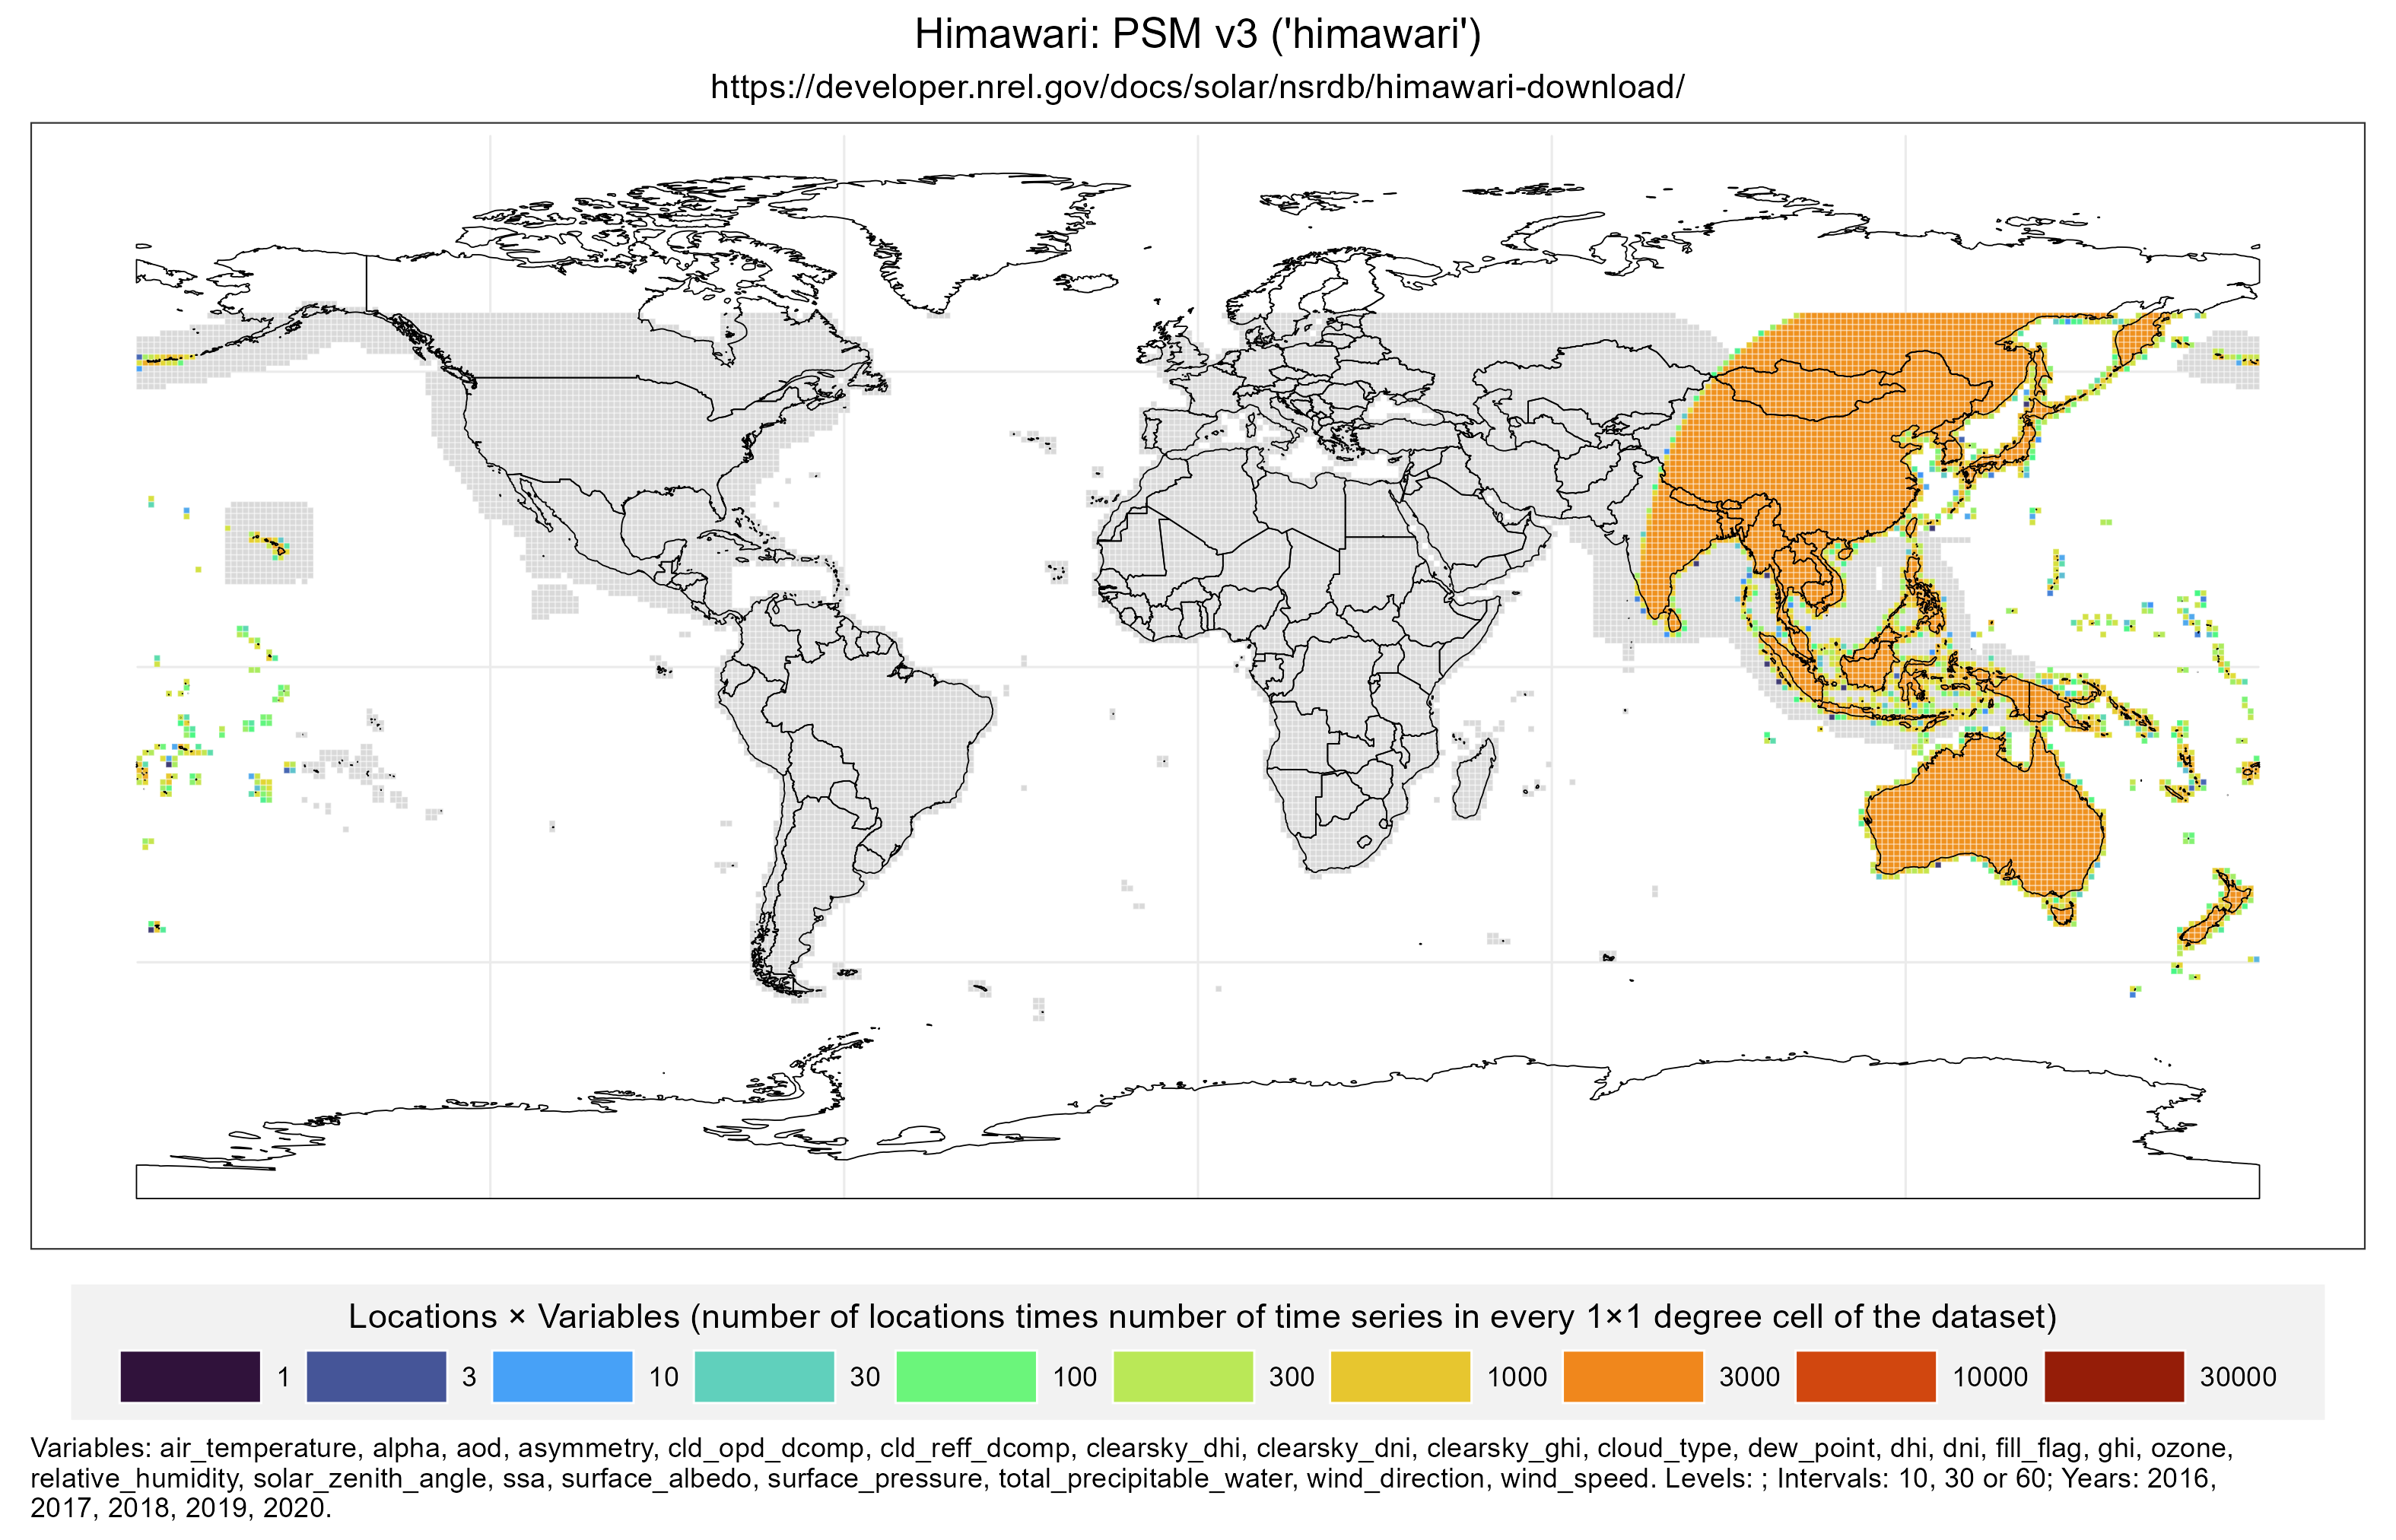 Himawari: PSM v3 ('himawari')
https://developer.nrel.gov/docs/solar/nsrdb/himawari-download/
Locations × Variables (number of locations times number of time series in every 1×1 degree cell of the dataset)
1 3 10 30 100 300 1000 3000 10000 30000
Variables: air_temperature, alpha, aod, asymmetry, cld_opd_dcomp, cld_reff_dcomp, clearsky_dhi, clearsky_dni, clearsky_ghi, cloud_type, dew_point, dhi, dni, fill_flag, ghi, ozone,
relative_humidity, solar_zenith_angle, ssa, surface_albedo, surface_pressure, total_precipitable_water, wind_direction, wind_speed. Levels: ; Intervals: 10, 30 or 60; Years: 2016,
2017, 2018, 2019, 2020.